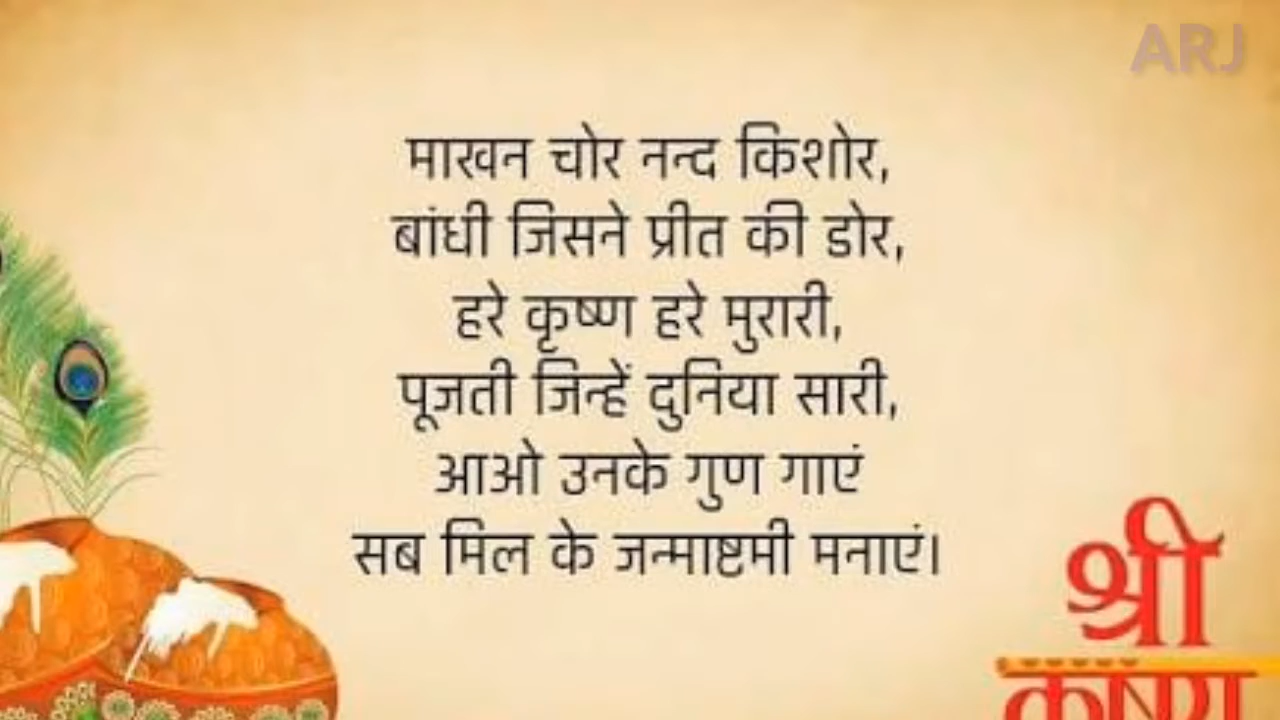 ARJ
माखन चोर नन्द किशोर,
बांधी जिसने प्रीत की डोर,
हरे कृष्ण हरे मुरारी,
पूजती जिन्हें दुनिया सारी,
आओ उनके गुण गाएं
सब मिल के जन्माष्टमी मनाएं।
श्री
कृष्ण